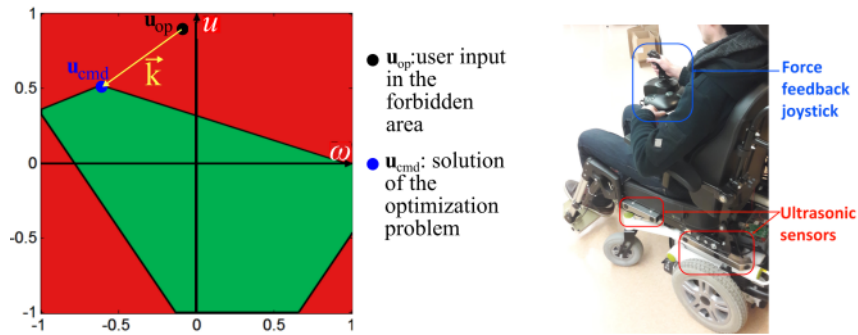 1
0.5
0
-0.5
-1
-1
-0.5
0
0.5
1
u_op
u
u_cmd
k
ω
u_op:user input
in the
forbidden
area
u_cmd: solution
of the
optimization
problem
Force
feedback
joystick
Ultrasonic
sensors